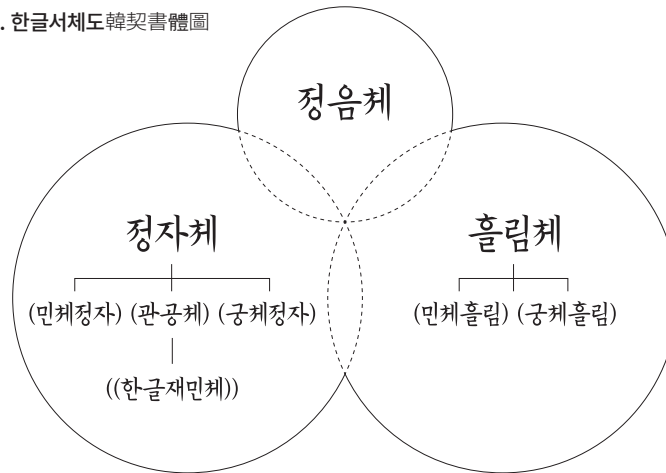 . 한글서체도韓契書體圖
정음체
정자체
흘림체
(민체정자) (관공체) (궁체정자)
(민체흘림) (궁체흘림)
((한글재민체))